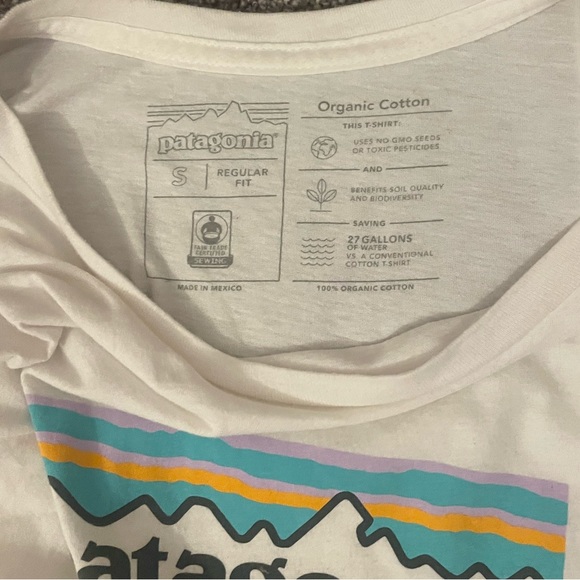 patagonia®
S
REGULAR
FIT
FAIR TRADE
CERTIFIED
SEWING
MADE IN MEXICO
Organic Cotton
THIS T-SHIRT:
USES NO GMO SEEDS
OR TOXIC PESTICIDES
AND
BENEFITS SOIL QUALITY
AND BIODIVERSITY
SAVING
27 GALLONS
OF WATER
VS. A CONVENTIONAL
COTTON T-SHIRT
100% ORGANIC COTTON
atago